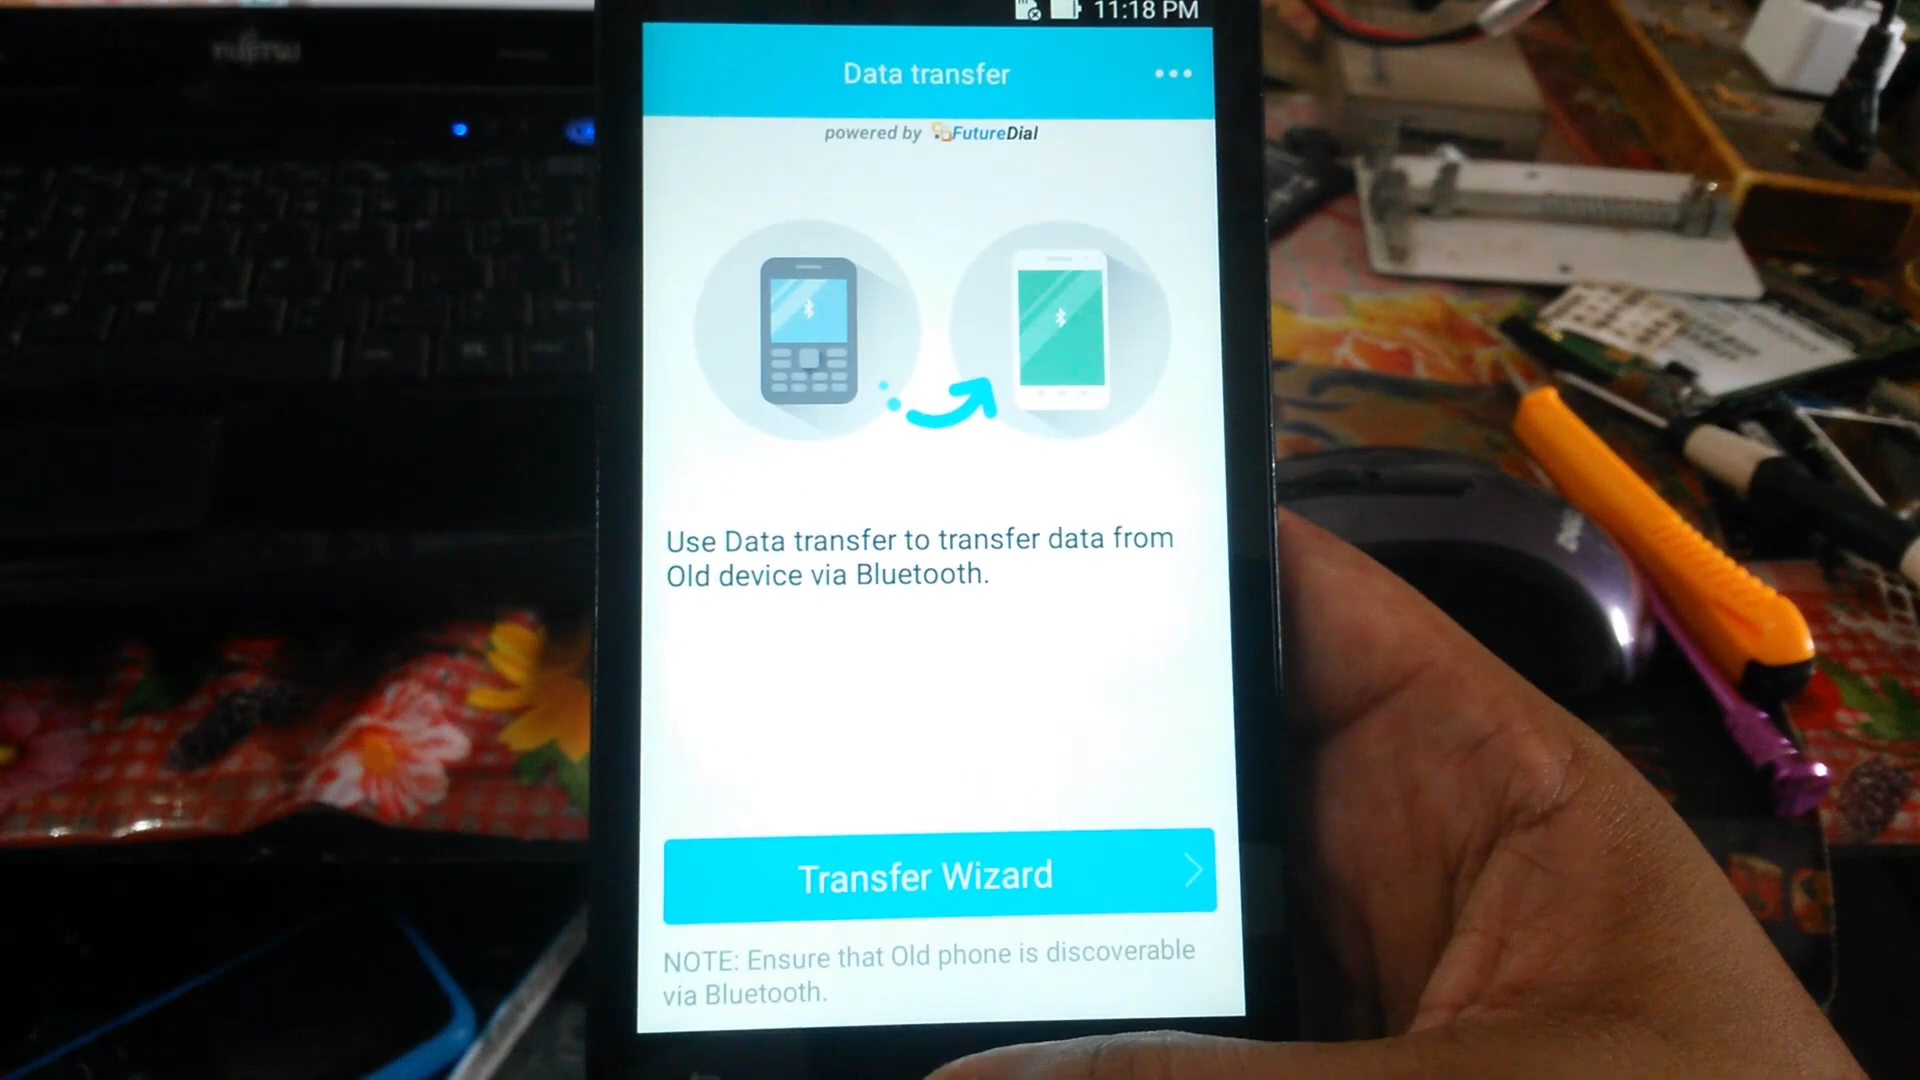 FUJITSU
11:18 PM
Data transfer
powered by FutureDial
Use Data transfer to transfer data from
Old device via Bluetooth.
Transfer Wizard
NOTE: Ensure that Old phone is discoverable
via Bluetooth.